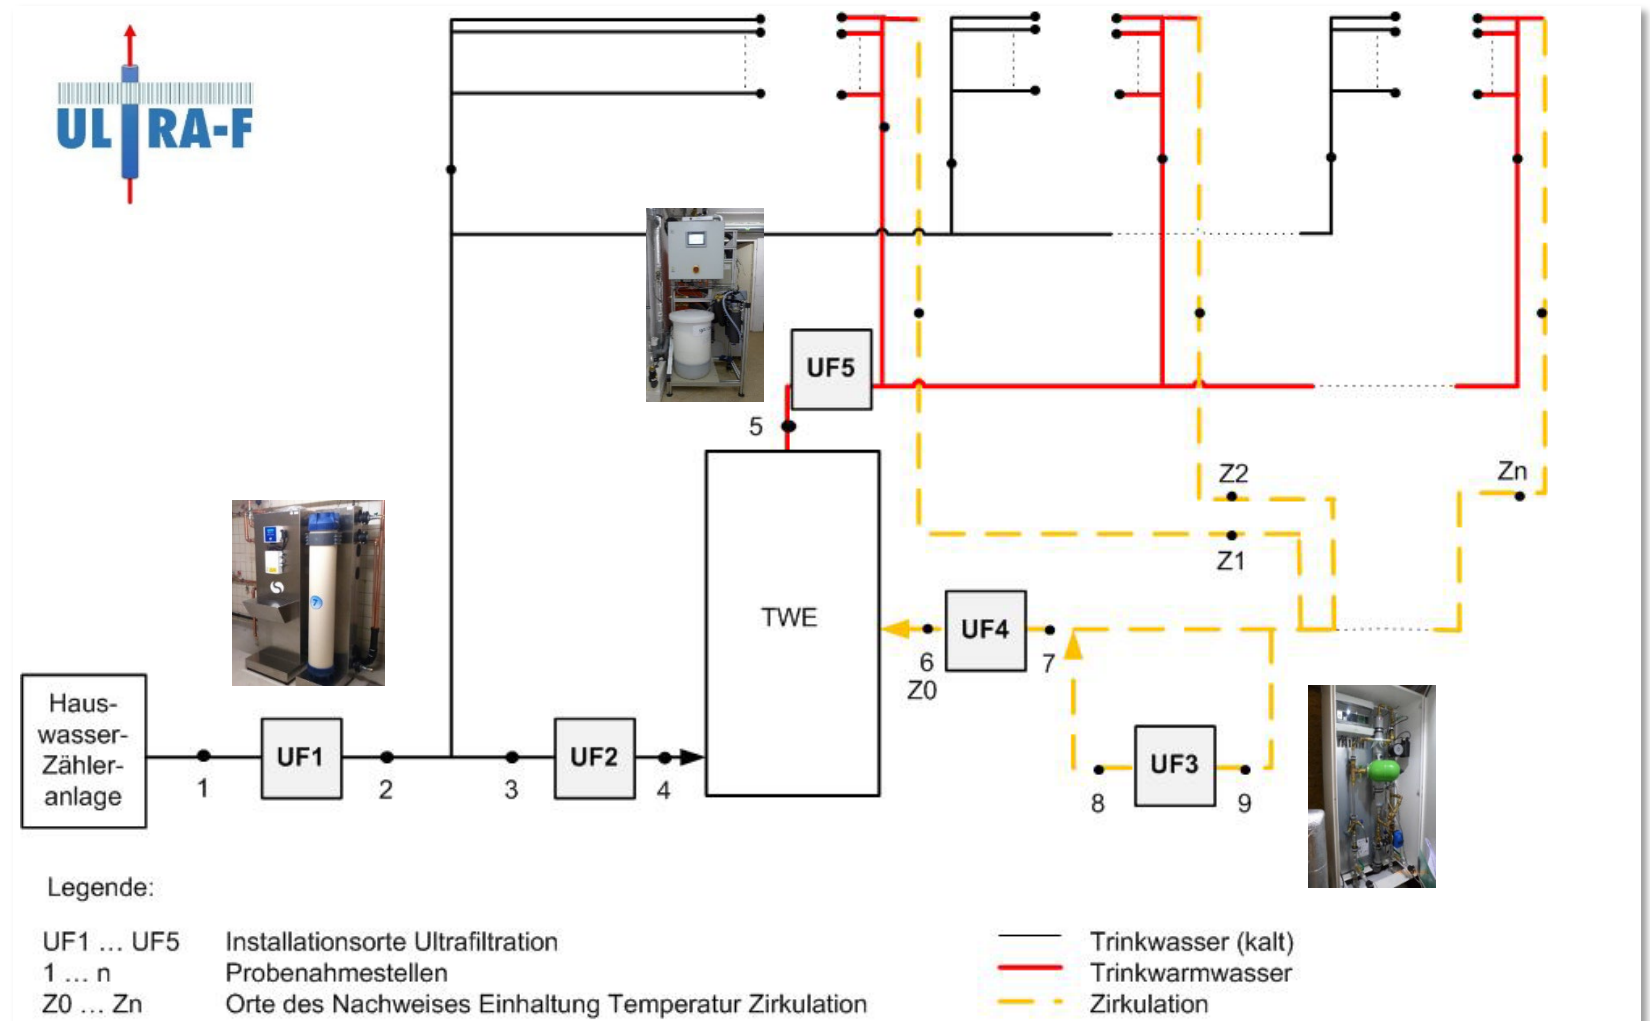 ULTRA-F
UF5
5
Z2
Zn
Z1
TWE
UF4
6
7
Z0
Haus-
wasser-
Zähler-
anlage
1
UF1
2
3
UF2
4
8
UF3
9
Legende:
UF1 ... UF5 Installationsorte Ultrafiltration
Trinkwasser (kalt)
1 ... n Probenahmestellen
Trinkwarmwasser
Z0 ... Zn Orte des Nachweises Einhaltung Temperatur Zirkulation
Zirkulation